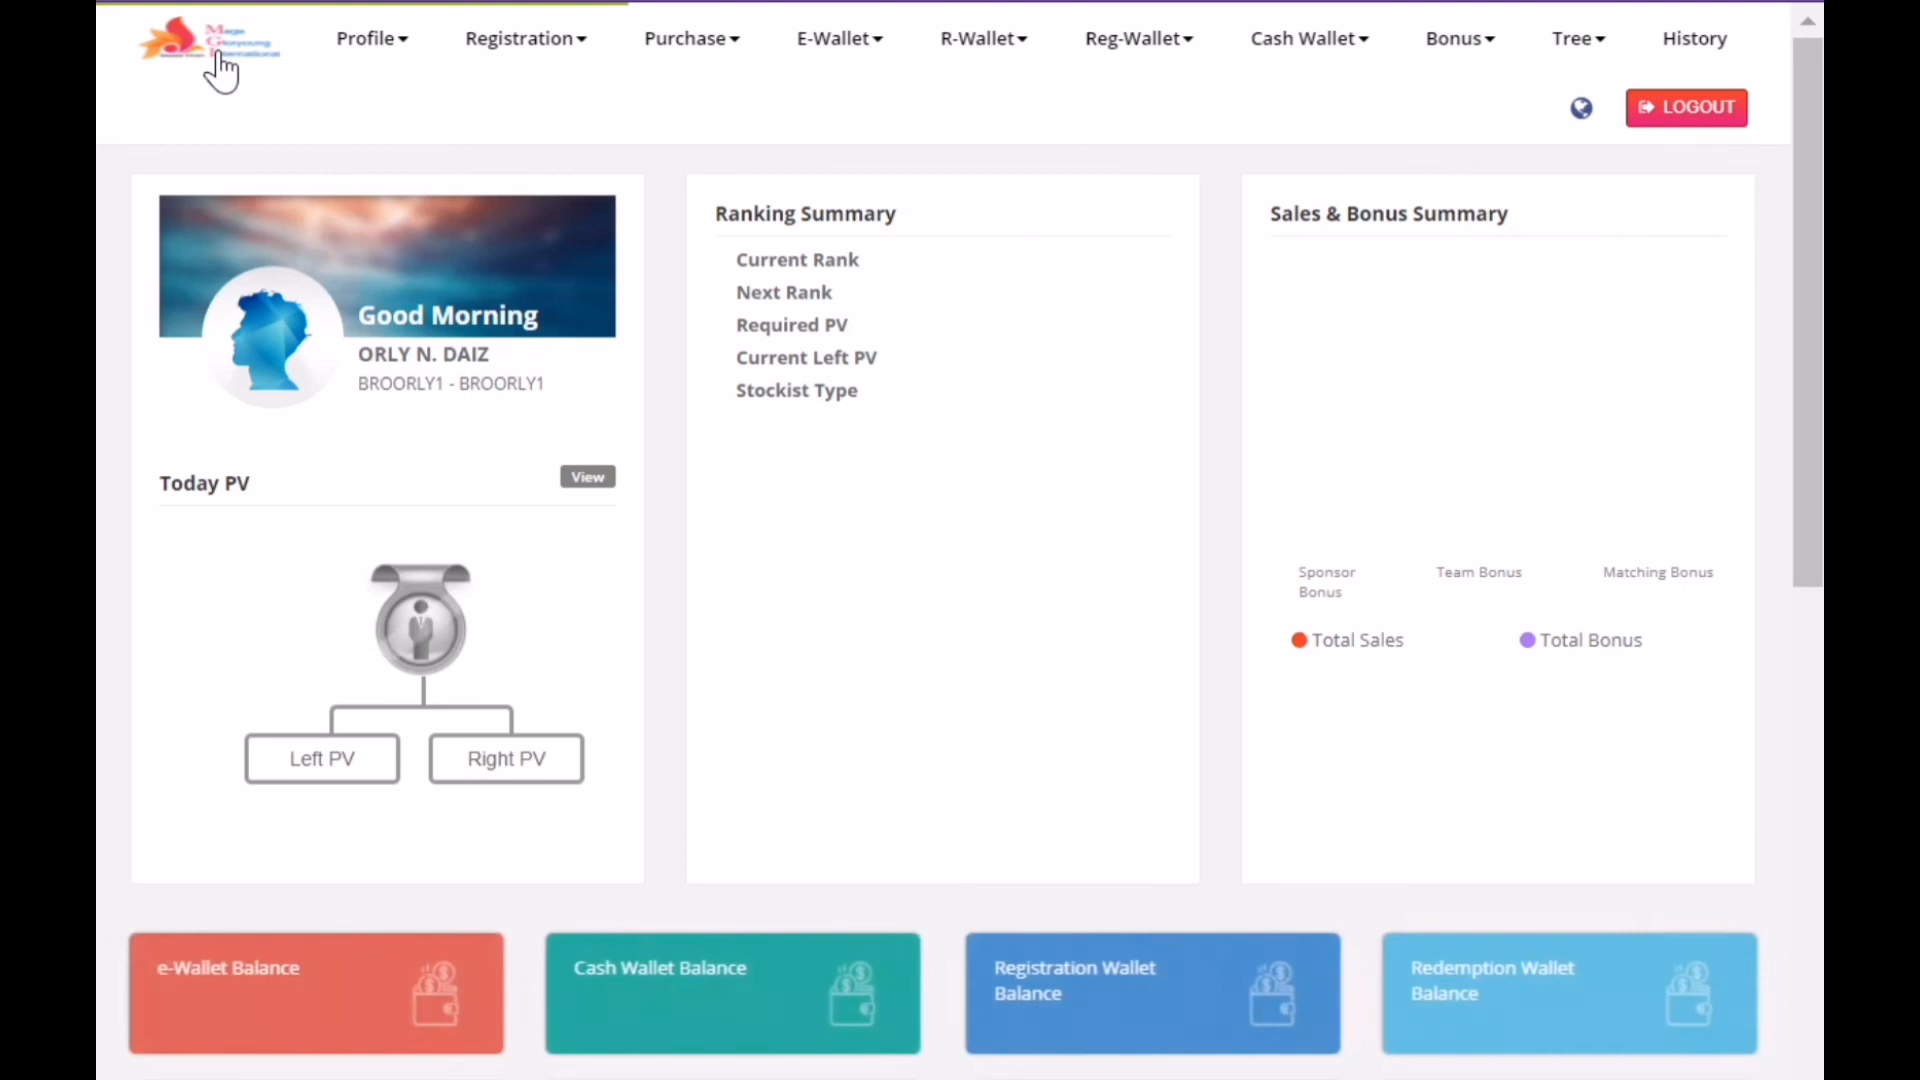 Mage
Gloryoung
International
Profile
Registration
Purchase
E-Wallet
R-Wallet
Reg-Wallet
Cash Wallet
Bonus
Tree
History
LOGOUT
Good Morning
ORLY N. DAIZ
BROORLY1 - BROORLY1
Today PV
View
Left PV
Right PV
Ranking Summary
Current Rank
Next Rank
Required PV
Current Left PV
Stockist Type
Sales & Bonus Summary
Sponsor
Bonus
Team Bonus
Matching Bonus
Total Sales
Total Bonus
e-Wallet Balance
Cash Wallet Balance
Registration Wallet
Balance
Redemption Wallet
Balance